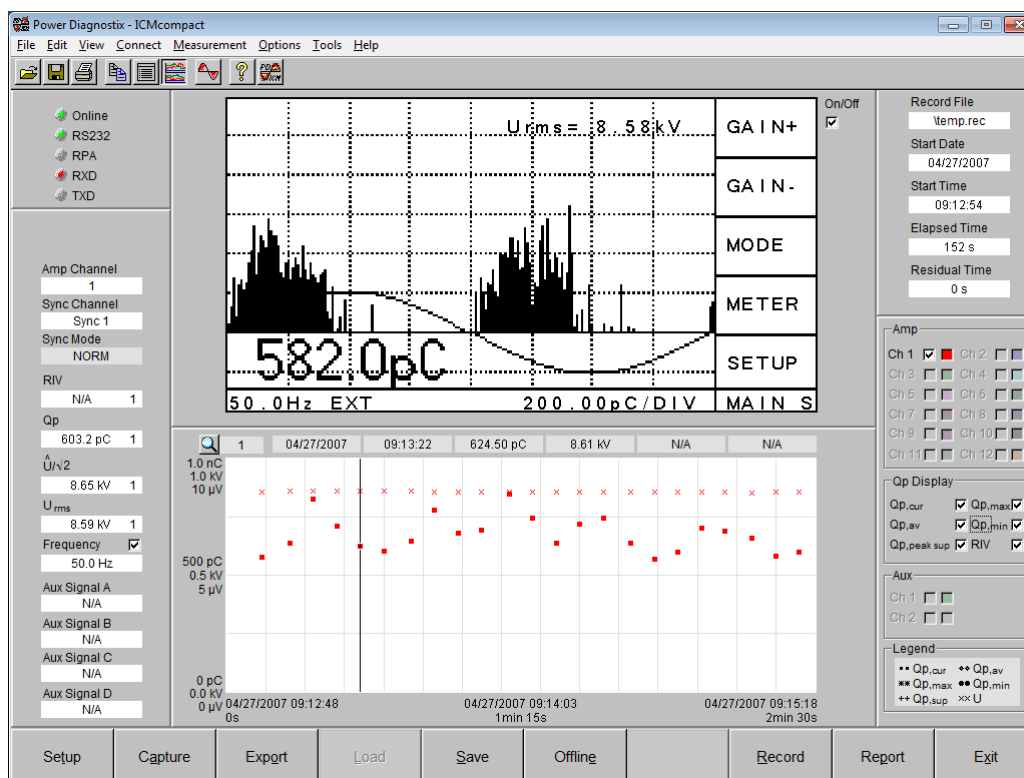 Power Diagnostix - ICMcompact
File Edit View Connect Measurement Options Tools Help
Online
RS232
RPA
RXD
TXD
Amp Channel
1
Sync Channel
Sync 1
Sync Mode
NORM
RIV
N/A 1
Qp
603.2 pC 1
Û/√2
8.65 kV 1
U rms
8.59 kV 1
Frequency
50.0 Hz
Aux Signal A
N/A
Aux Signal B
N/A
Aux Signal C
N/A
Aux Signal D
N/A
Urms= 8.58kV
582.0pC
50.0Hz EXT 200.00pC/DIV MAIN S
GAIN+
GAIN-
MODE
METER
SETUP
On/Off
1 04/27/2007 09:13:22 624.50 pC 8.61 kV N/A N/A
1.0 nC
1.0 kV
10 µV
500 pC
0.5 kV
5 µV
0 pC
0.0 kV
0 µV
04/27/2007 09:12:48 04/27/2007 09:14:03 04/27/2007 09:15:18
0s 1min 15s 2min 30s
Record File
\temp.rec
Start Date
04/27/2007
Start Time
09:12:54
Elapsed Time
152 s
Residual Time
0 s
Amp
Ch 1 Ch 2
Ch 3 Ch 4
Ch 5 Ch 6
Ch 7 Ch 8
Ch 9 Ch 10
Ch 11 Ch 12
Qp Display
Qp,cur Qp,max
Qp,av Qp,min
Qp,peak sup RIV
Aux
Ch 1
Ch 2
Legend
Qp,cur Qp,av
Qp,max Qp,min
++ Qp,sup ×× U
Setup Capture Export Load Save Offline Record Report Exit